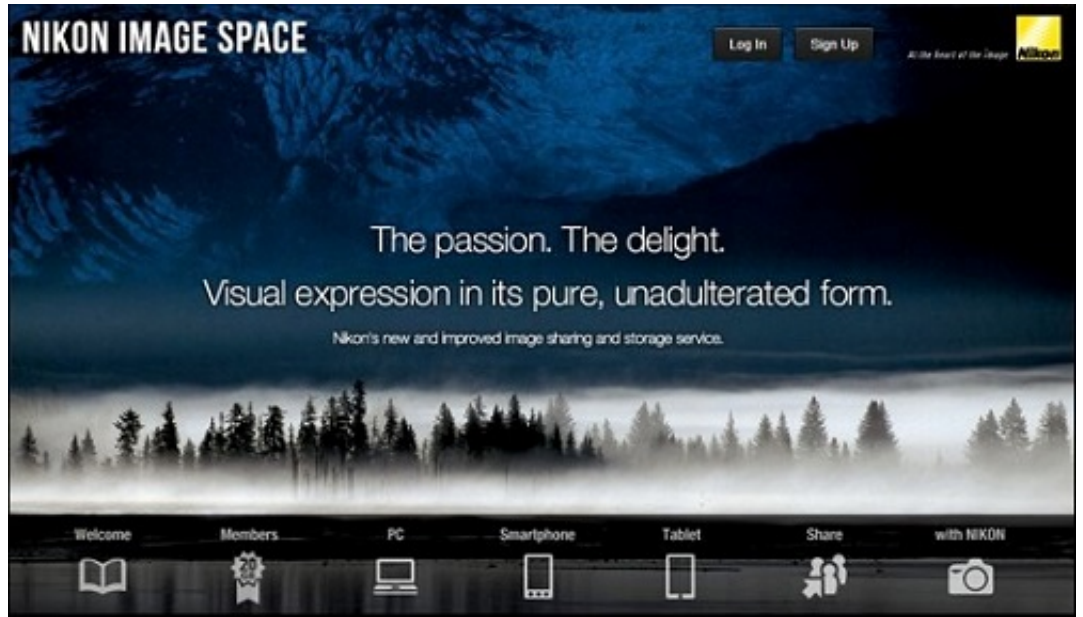 NIKON IMAGE SPACE
Log In
Sign Up
At the heart of the image
Nikon
The passion. The delight.
Visual expression in its pure, unadulterated form.
Nikon's new and improved image sharing and storage service.
Welcome
Members
PC
Smartphone
Tablet
Share
with NIKON
20